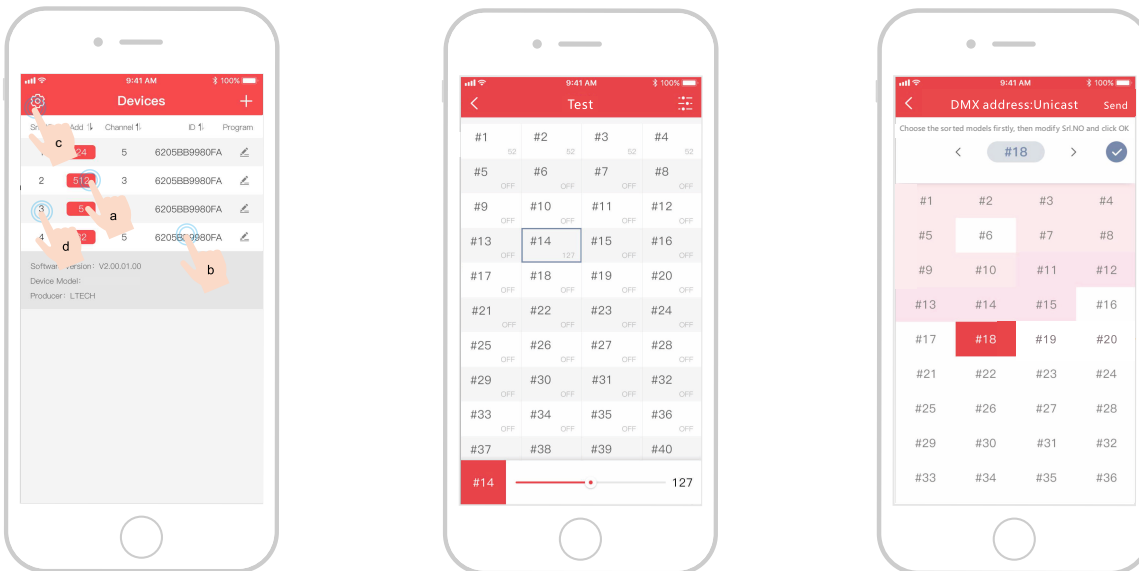 9:41 AM 100%
Devices
Add Channel ID Program
c
1 24 5 6205BB9980FA
2 512 3 6205BB9980FA
a
3 5 6205BB9980FA
d
4 5 6205BB9980FA
b
Software Version: V2.00.01.00
Device Model:
Producer: LTECH
9:41 AM 100%
Test
#1 #2 #3 #4
52 52 52 52
#5 #6 #7 #8
OFF OFF OFF OFF
#9 #10 #11 #12
OFF OFF OFF OFF
#13 #14 #15 #16
OFF 127 OFF OFF
#17 #18 #19 #20
OFF OFF OFF OFF
#21 #22 #23 #24
OFF OFF OFF OFF
#25 #26 #27 #28
OFF OFF OFF OFF
#29 #30 #31 #32
OFF OFF OFF OFF
#33 #34 #35 #36
OFF OFF OFF OFF
#37 #38 #39 #40
#14 127
9:41 AM 100%
DMX address:Unicast Send
Choose the sorted models firstly, then modify Srl.NO and click OK
< #18 >
#1 #2 #3 #4
#5 #6 #7 #8
#9 #10 #11 #12
#13 #14 #15 #16
#17 #18 #19 #20
#21 #22 #23 #24
#25 #26 #27 #28
#29 #30 #31 #32
#33 #34 #35 #36